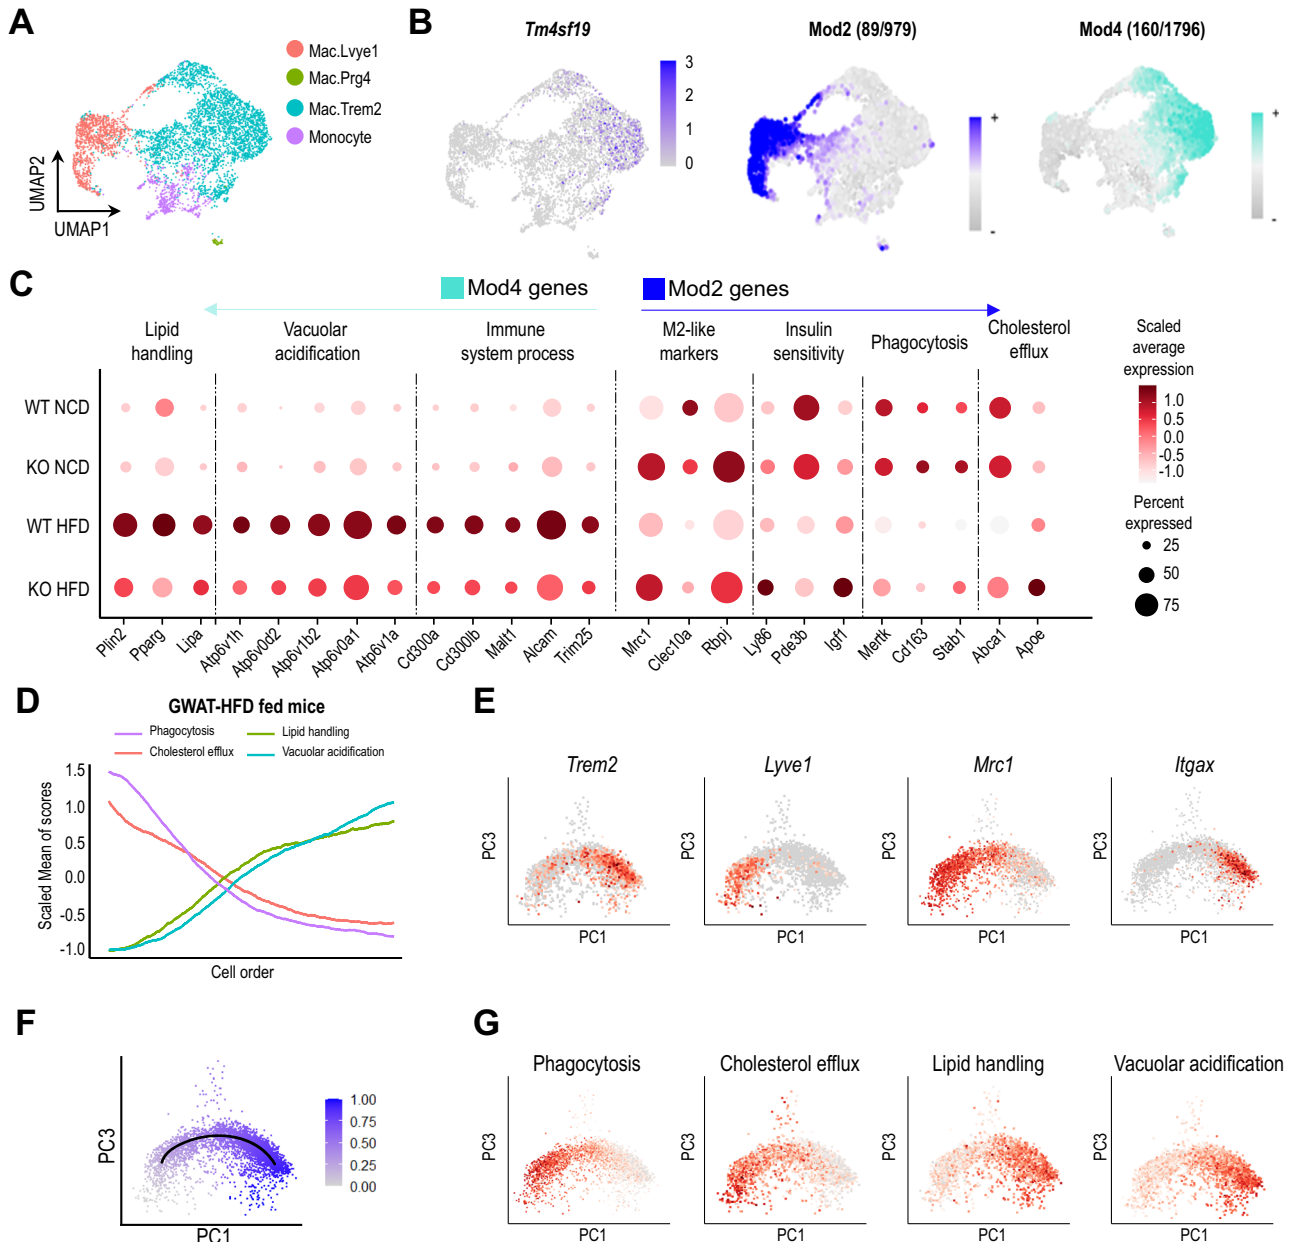 A
Mac.Lvye1
Mac.Prg4
Mac.Trem2
Monocyte
UMAP2
UMAP1
B
Tm4sf19
3
2
1
0
Mod2 (89/979)
+
-
Mod4 (160/1796)
+
-
C
Mod4 genes
Mod2 genes
Lipid
handling
Vacuolar
acidification
Immune
system process
M2-like
markers
Insulin
sensitivity
Phagocytosis
Cholesterol
efflux
WT NCD
KO NCD
WT HFD
KO HFD
Plin2
Pparg
Lipa
Atp6v1h
Atp6v0d2
Atp6v1b2
Atp6v0a1
Atp6v1a
Cd300a
Cd300lb
Malt1
Alcam
Trim25
Mrc1
Clec10a
Rbpj
Ly86
Pde3b
Igf1
Mertk
Cd163
Stab1
Abca1
Apoe
Scaled
average
expression
1.0
0.5
0.0
-0.5
-1.0
Percent
expressed
25
50
75
D
GWAT-HFD fed mice
Phagocytosis
Lipid handling
Cholesterol efflux
Vacuolar acidification
Scaled Mean of scores
1.5
1.0
0.5
0.0
-0.5
-1.0
Cell order
E
Trem2
PC3
PC1
Lyve1
PC3
PC1
Mrc1
PC3
PC1
Itgax
PC3
PC1
F
PC3
PC1
1.00
0.75
0.50
0.25
0.00
G
Phagocytosis
PC3
PC1
Cholesterol efflux
PC3
PC1
Lipid handling
PC3
PC1
Vacuolar acidification
PC3
PC1